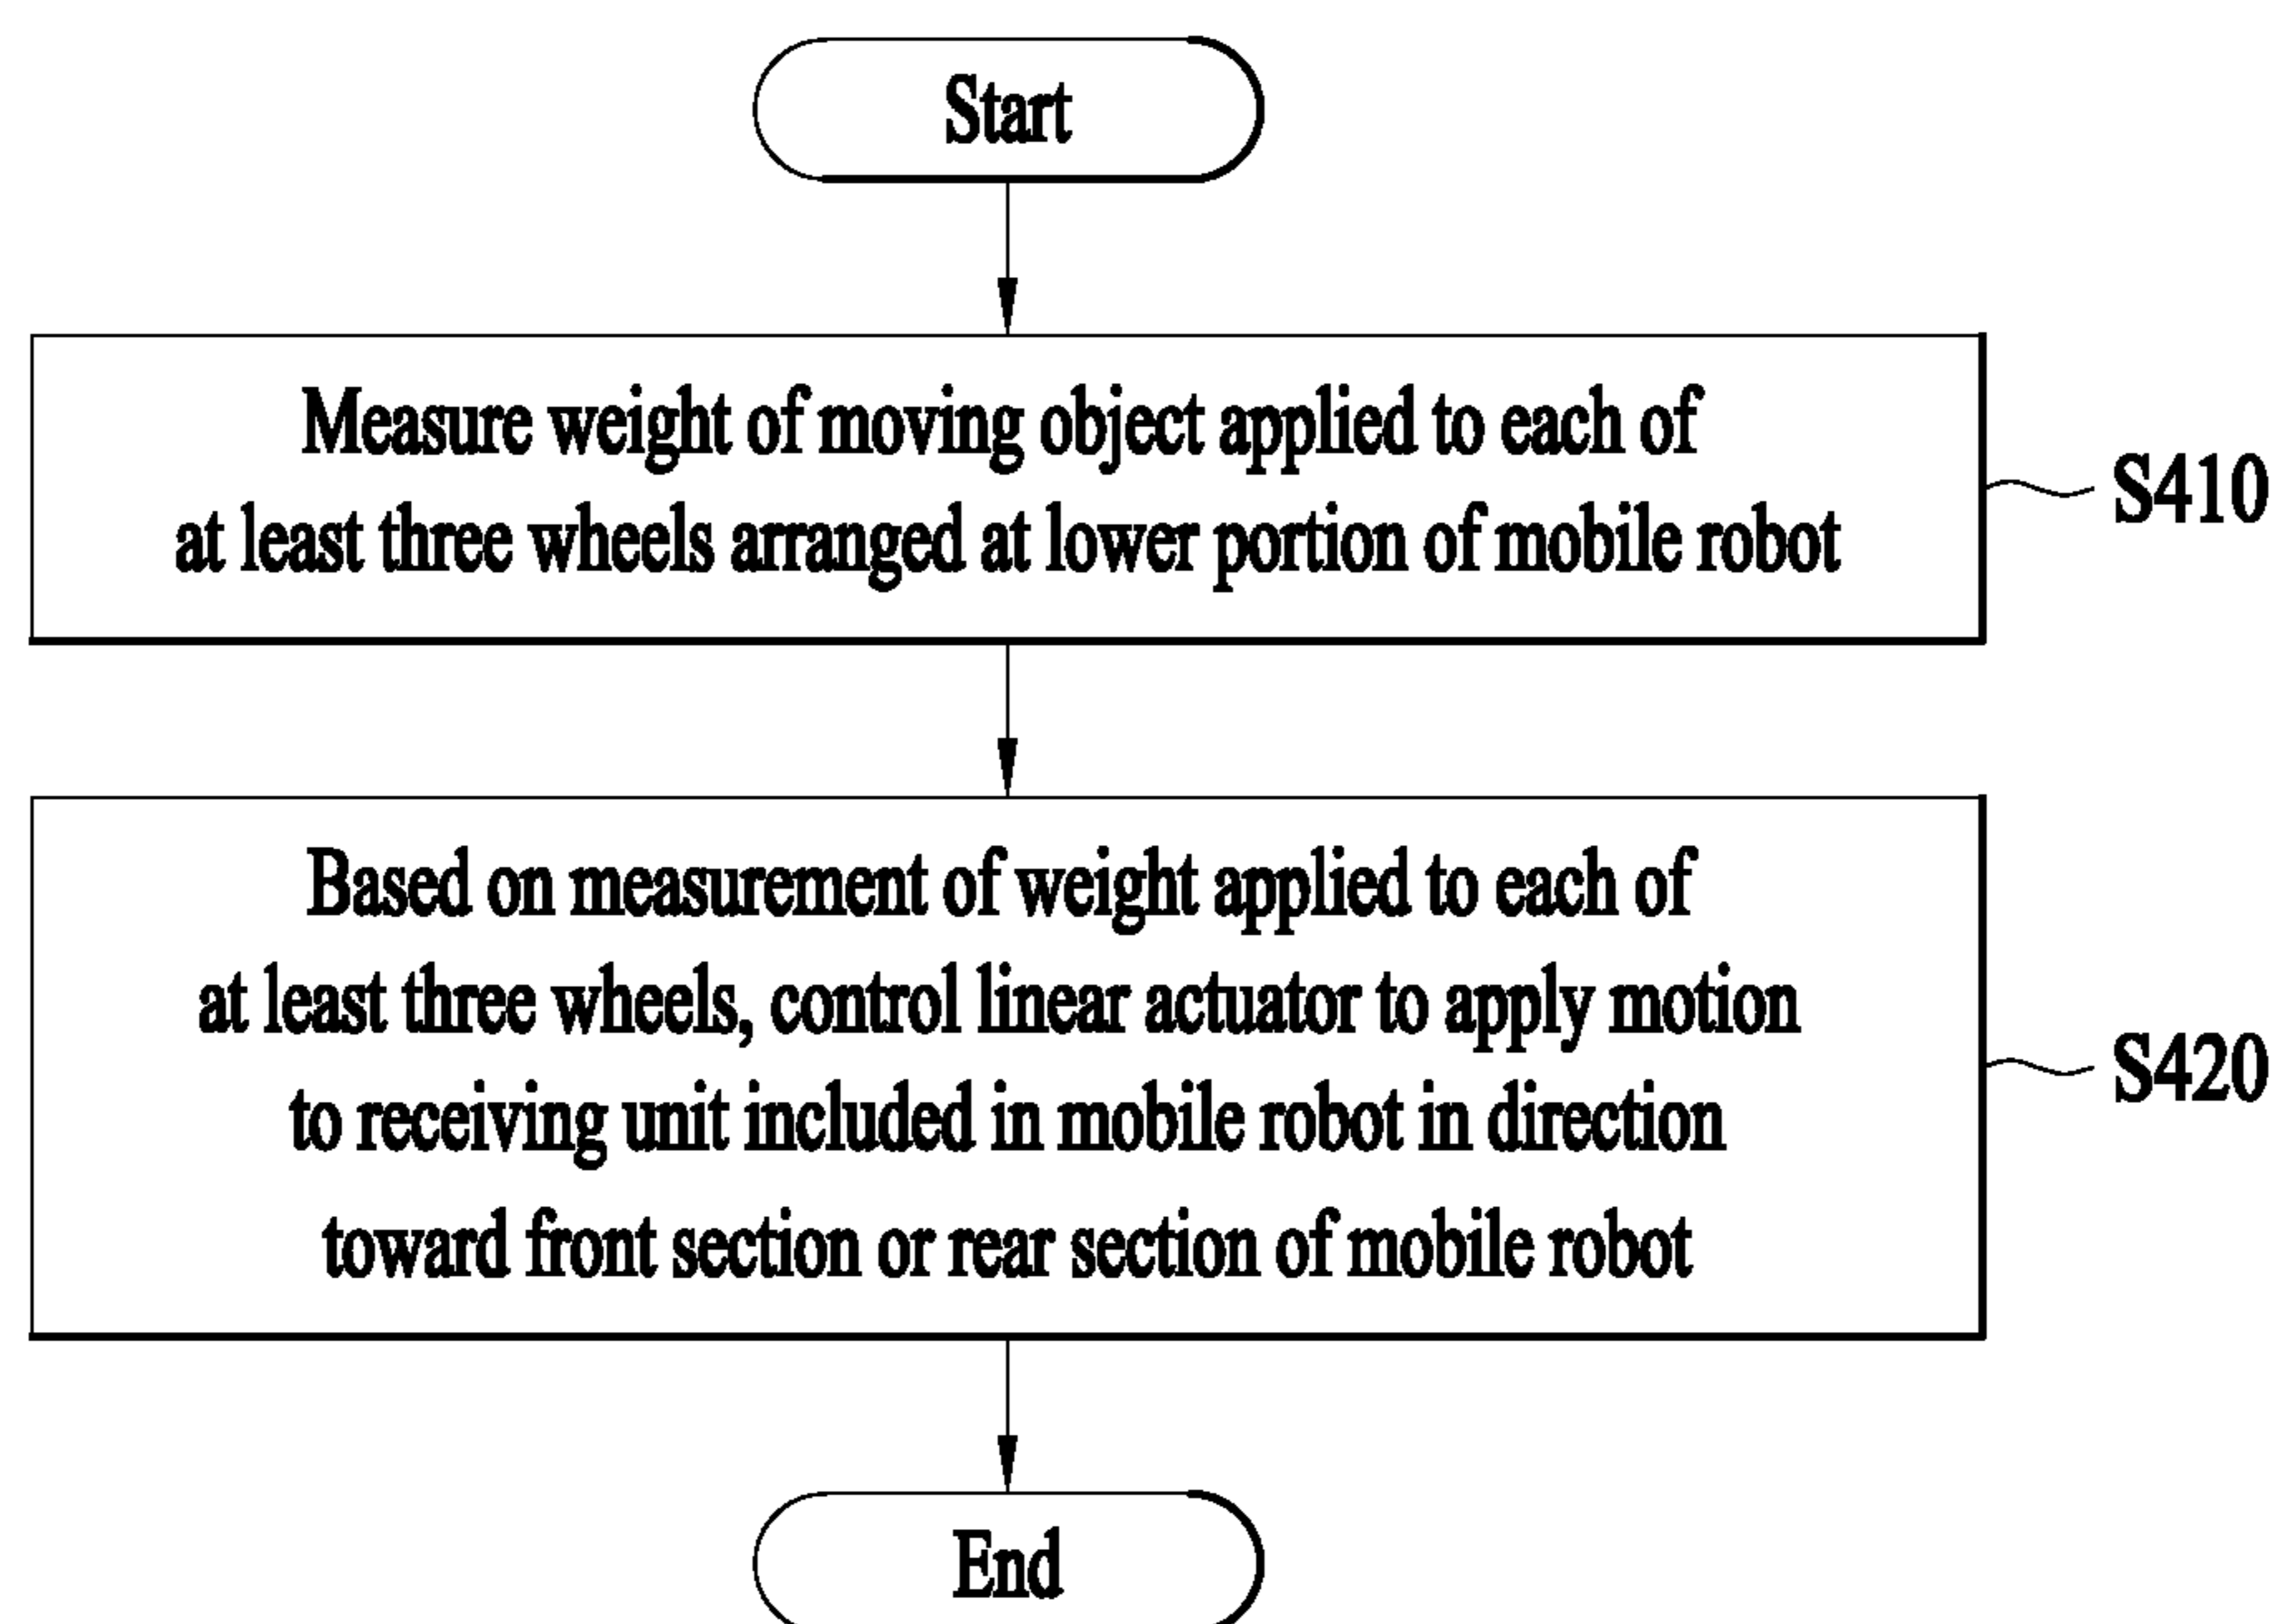 Start
Measure weight of moving object applied to each of
at least three wheels arranged at lower portion of mobile robot
S410
Based on measurement of weight applied to each of
at least three wheels, control linear actuator to apply motion
to receiving unit included in mobile robot in direction
toward front section or rear section of mobile robot
S420
End